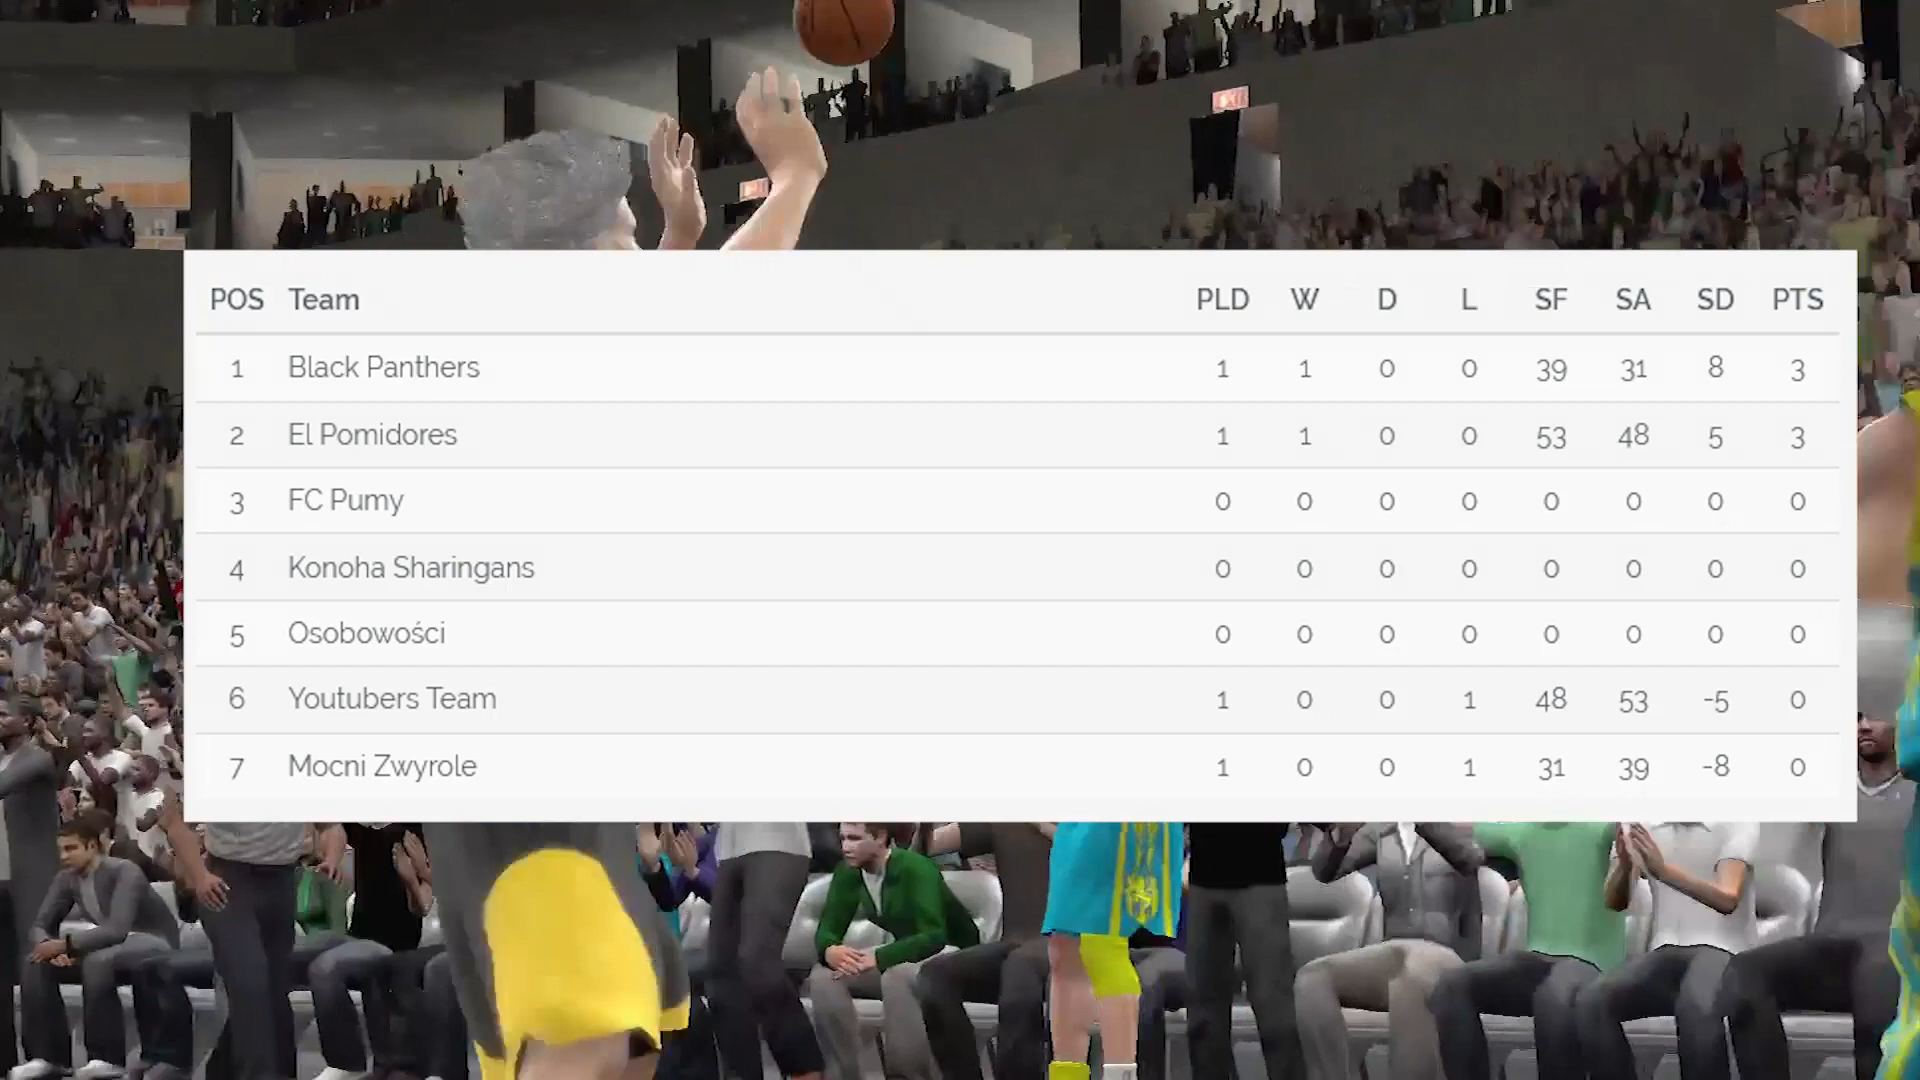 POS Team PLD W D L SF SA SD PTS
1 Black Panthers 1 1 0 0 39 31 8 3
2 El Pomidores 1 1 0 0 53 48 5 3
3 FC Pumy 0 0 0 0 0 0 0 0
4 Konoha Sharingans 0 0 0 0 0 0 0 0
5 Osobowości 0 0 0 0 0 0 0 0
6 Youtubers Team 1 0 0 1 48 53 -5 0
7 Mocni Zwyrole 1 0 0 1 31 39 -8 0